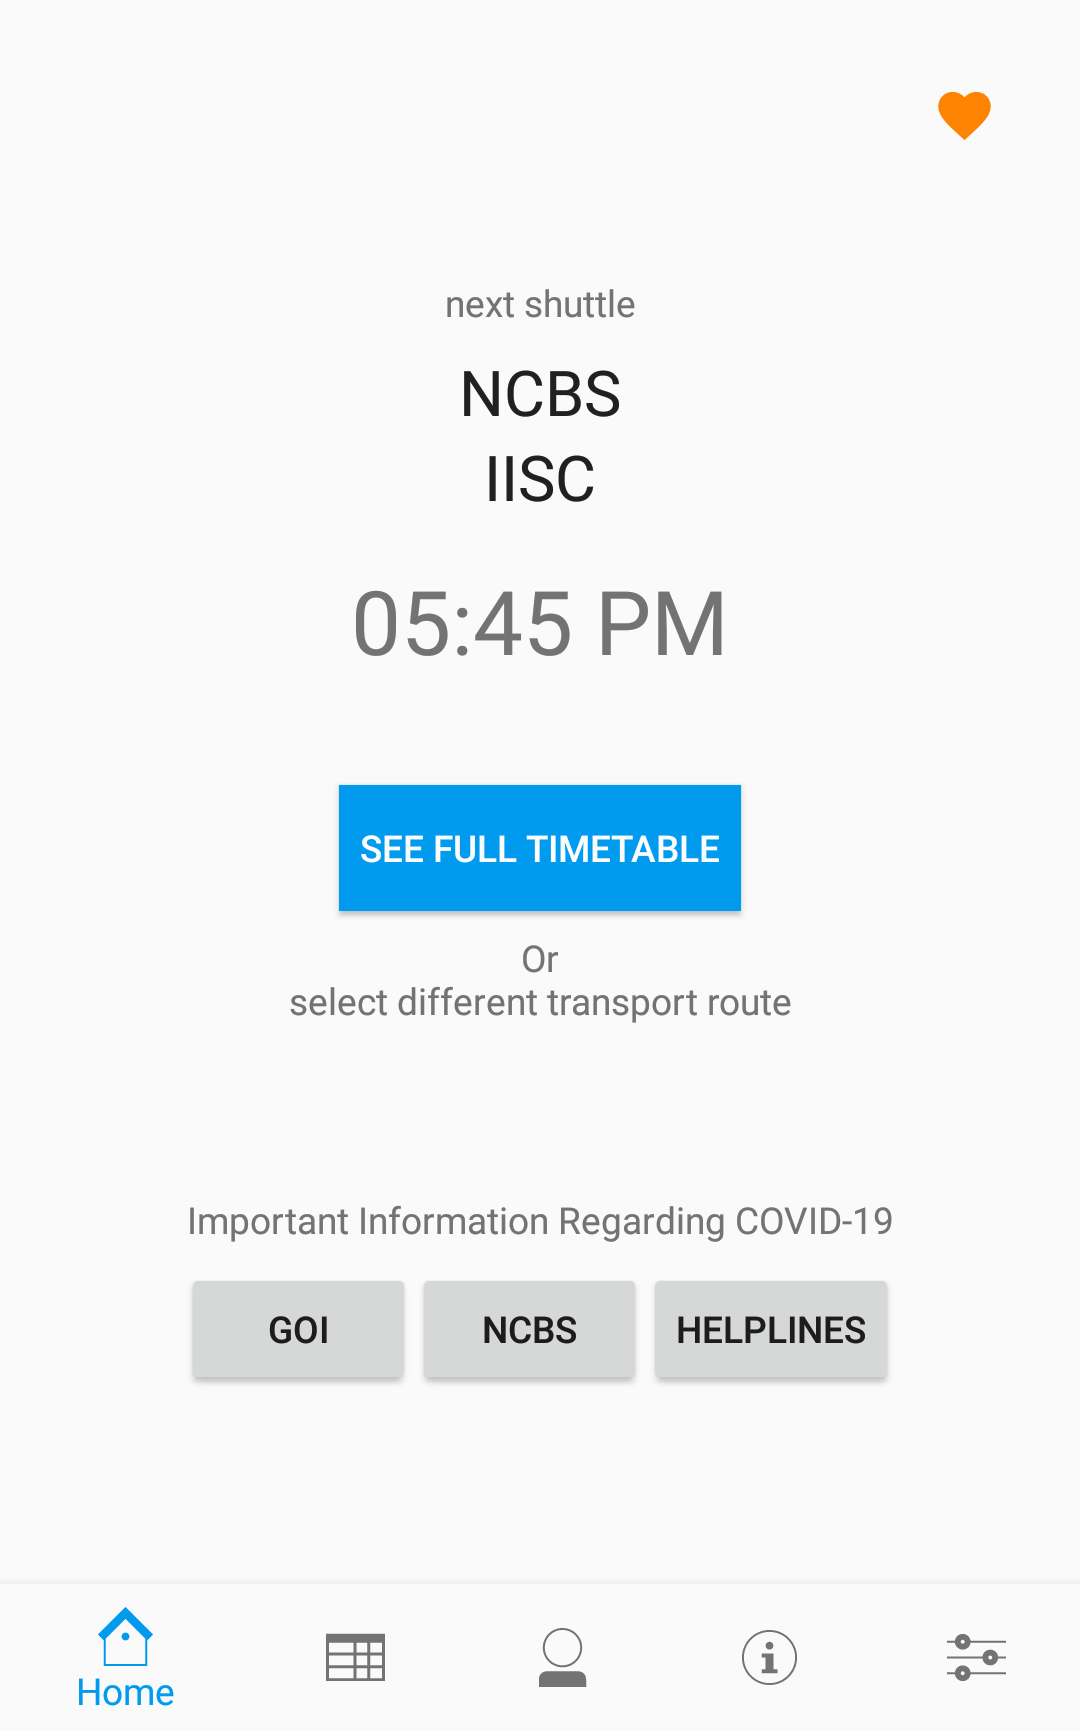 next shuttle
NCBS
IISC
05:45 PM
SEE FULL TIMETABLE
Or
select different transport route
Important Information Regarding COVID-19
GOI NCBS HELPLINES
Home